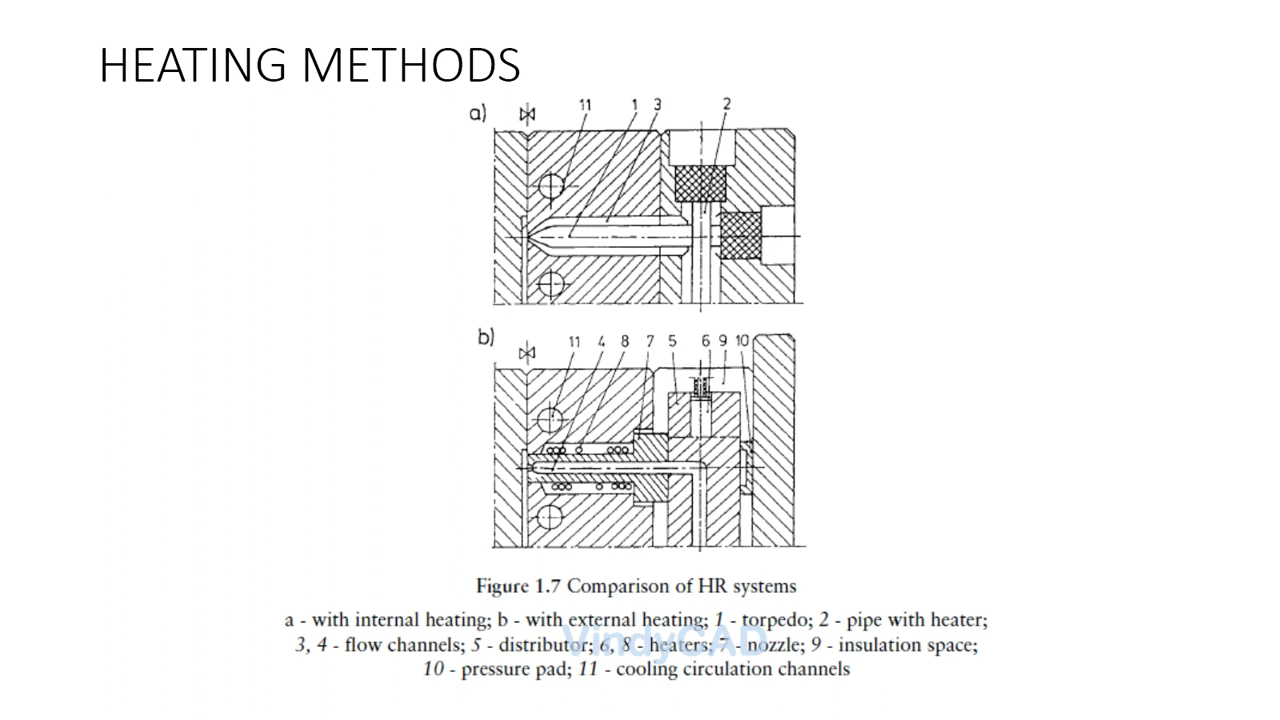 HEATING METHODS
a) 11 1 3 2
b) 11 4 8 7 5 6 9 10
Figure 1.7 Comparison of HR systems
a - with internal heating; b - with external heating; 1 - torpedo; 2 - pipe with heater;
3, 4 - flow channels; 5 - distributor; 6, 8 - heaters; 7 - nozzle; 9 - insulation space;
VindyCAD
10 - pressure pad; 11 - cooling circulation channels